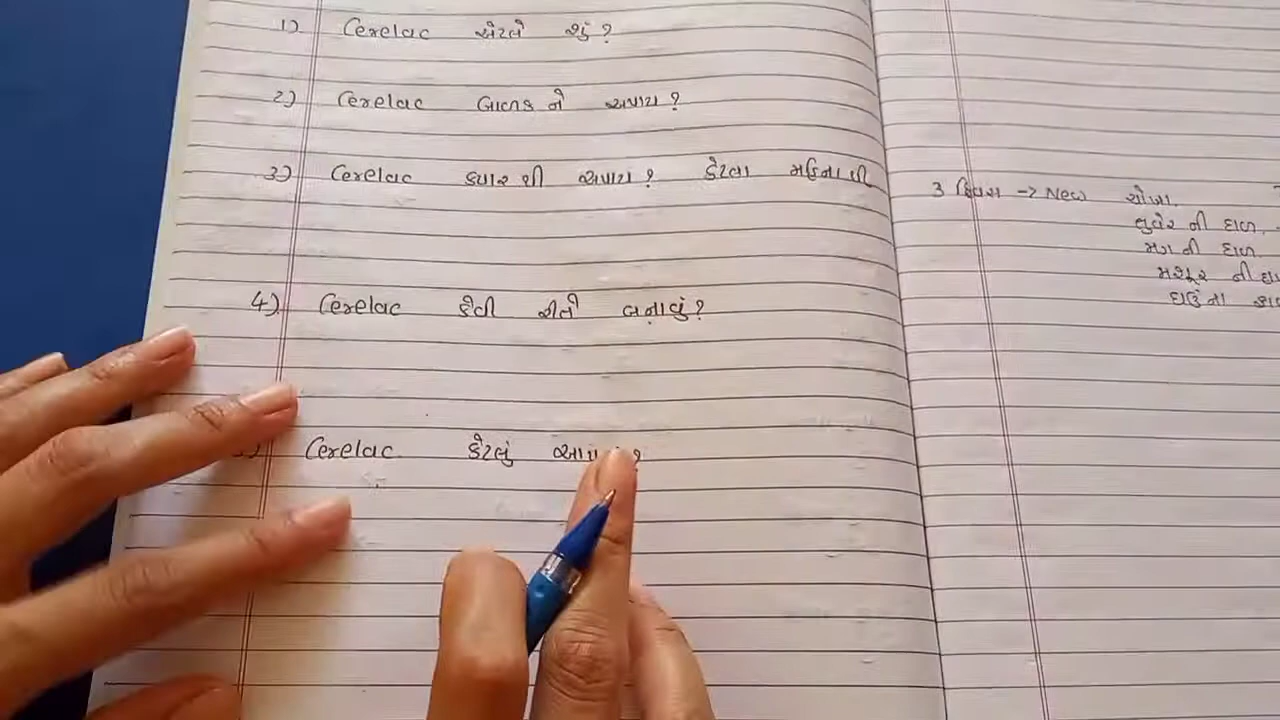 1) Cerelac એટલે શું?
2) Cerelac બાળક ને અપાય?
3) Cerelac ક્યાર થી અપાય? કેટલા મહિના થી
4) Cerelac કેવી રીતે બનાવું?
Cerelac કેટલું
3 દિવસ → New ચોખા.
તુવેર ની દાળ.
મગ ની દાળ.
મસૂર ની
ઘઉં ના